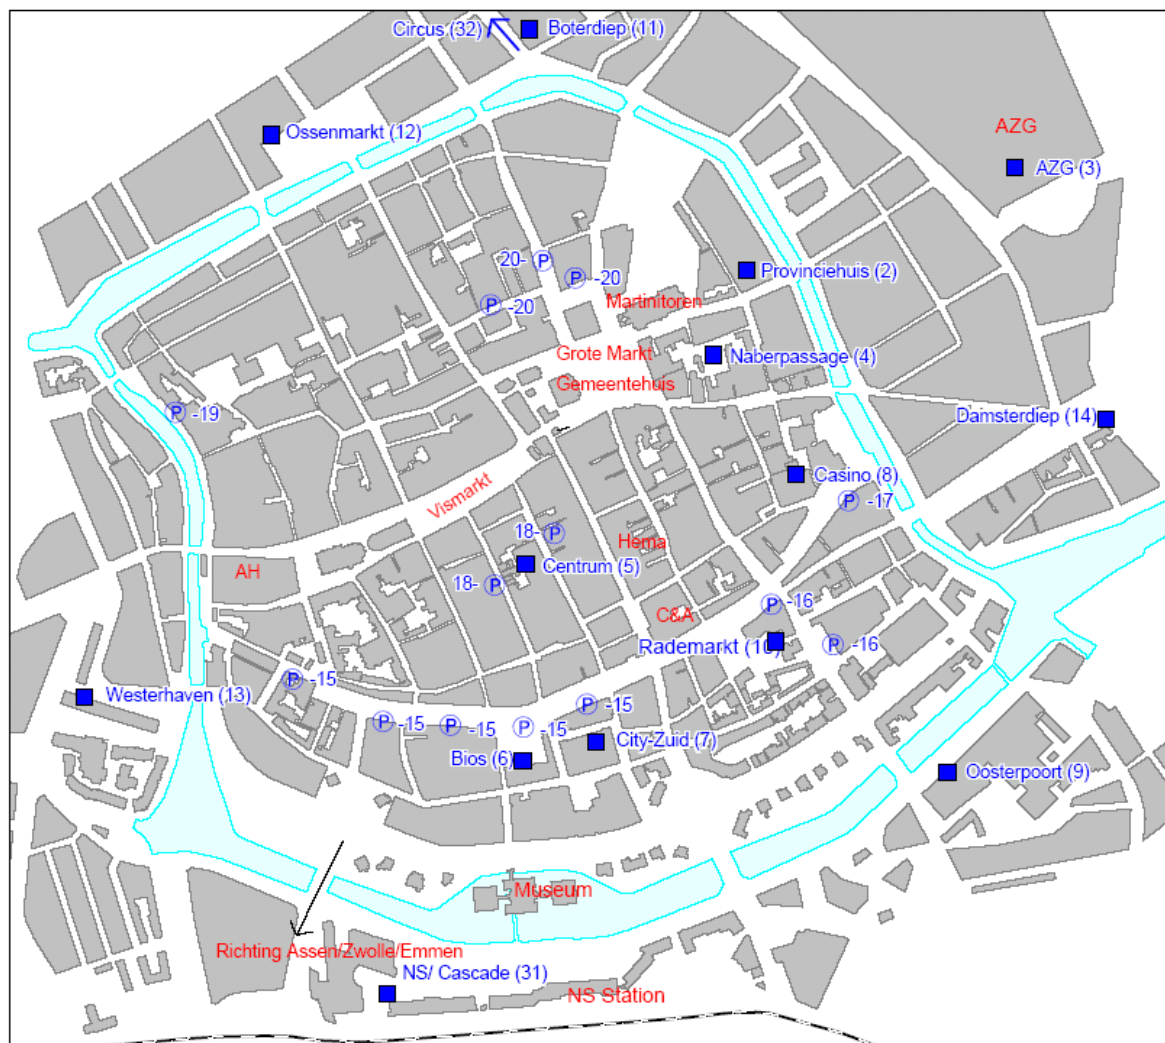 Circus (32)
Boterdiep (11)
Ossenmarkt (12)
AZG
AZG (3)
20- P
P -20
Provinciehuis (2)
P -20
Martinitoren
Grote Markt
Naberpassage (4)
Gemeentehuis
P -19
Damsterdiep (14)
Vismarkt
Casino (8)
P -17
18- P
Hema
AH
Centrum (5)
18- P
C&A
P -16
Rademarkt (10)
P -16
Westerhaven (13)
P -15
P -15
P -15
P -15
P -15
City-Zuid (7)
Bios (6)
Oosterpoort (9)
Museum
Richting Assen/Zwolle/Emmen
NS/ Cascade (31)
NS Station